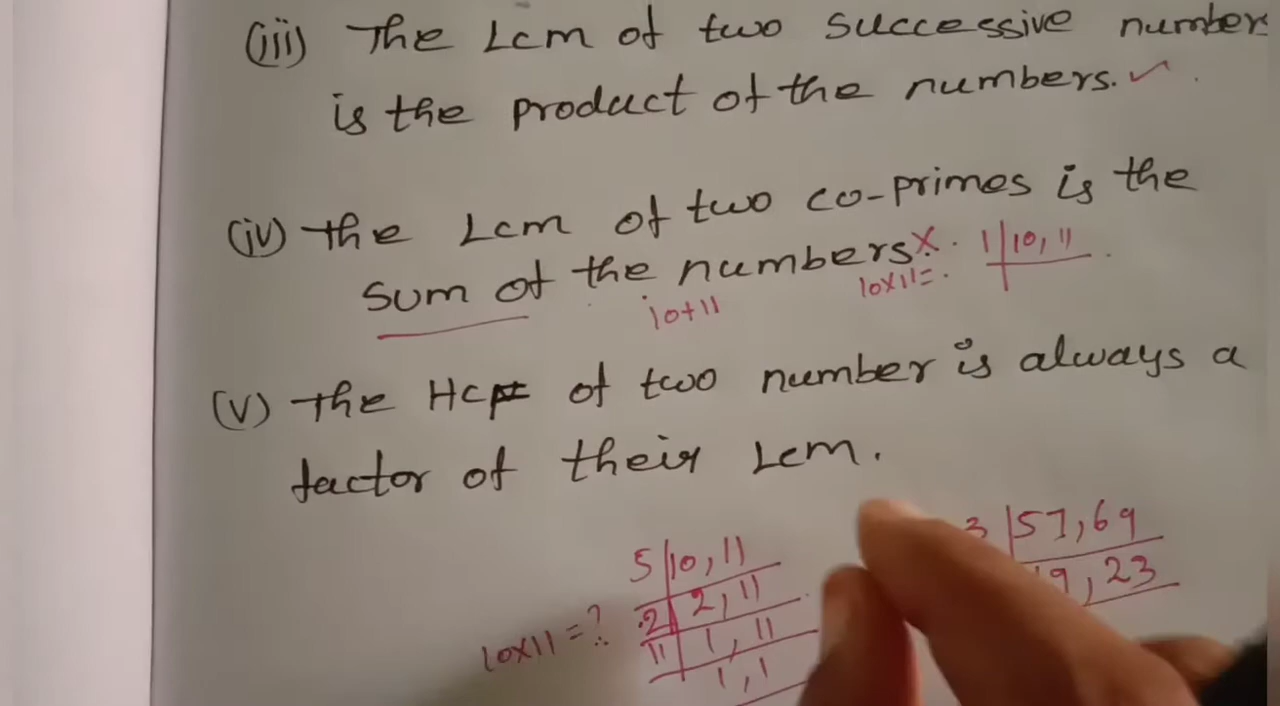 (iii) The Lcm of two successive number
is the product of the numbers. ✓
(iv) The Lcm of two co-primes is the
sum of the numbers. ✗ 1 | 10, 11
10+11 10×11=
(v) The HCF of two number is always a
factor of their Lcm.
3 | 57, 69
5 | 10, 11
9, 23
2 | 2, 11
10×11=?
11 | 1, 11
1, 1